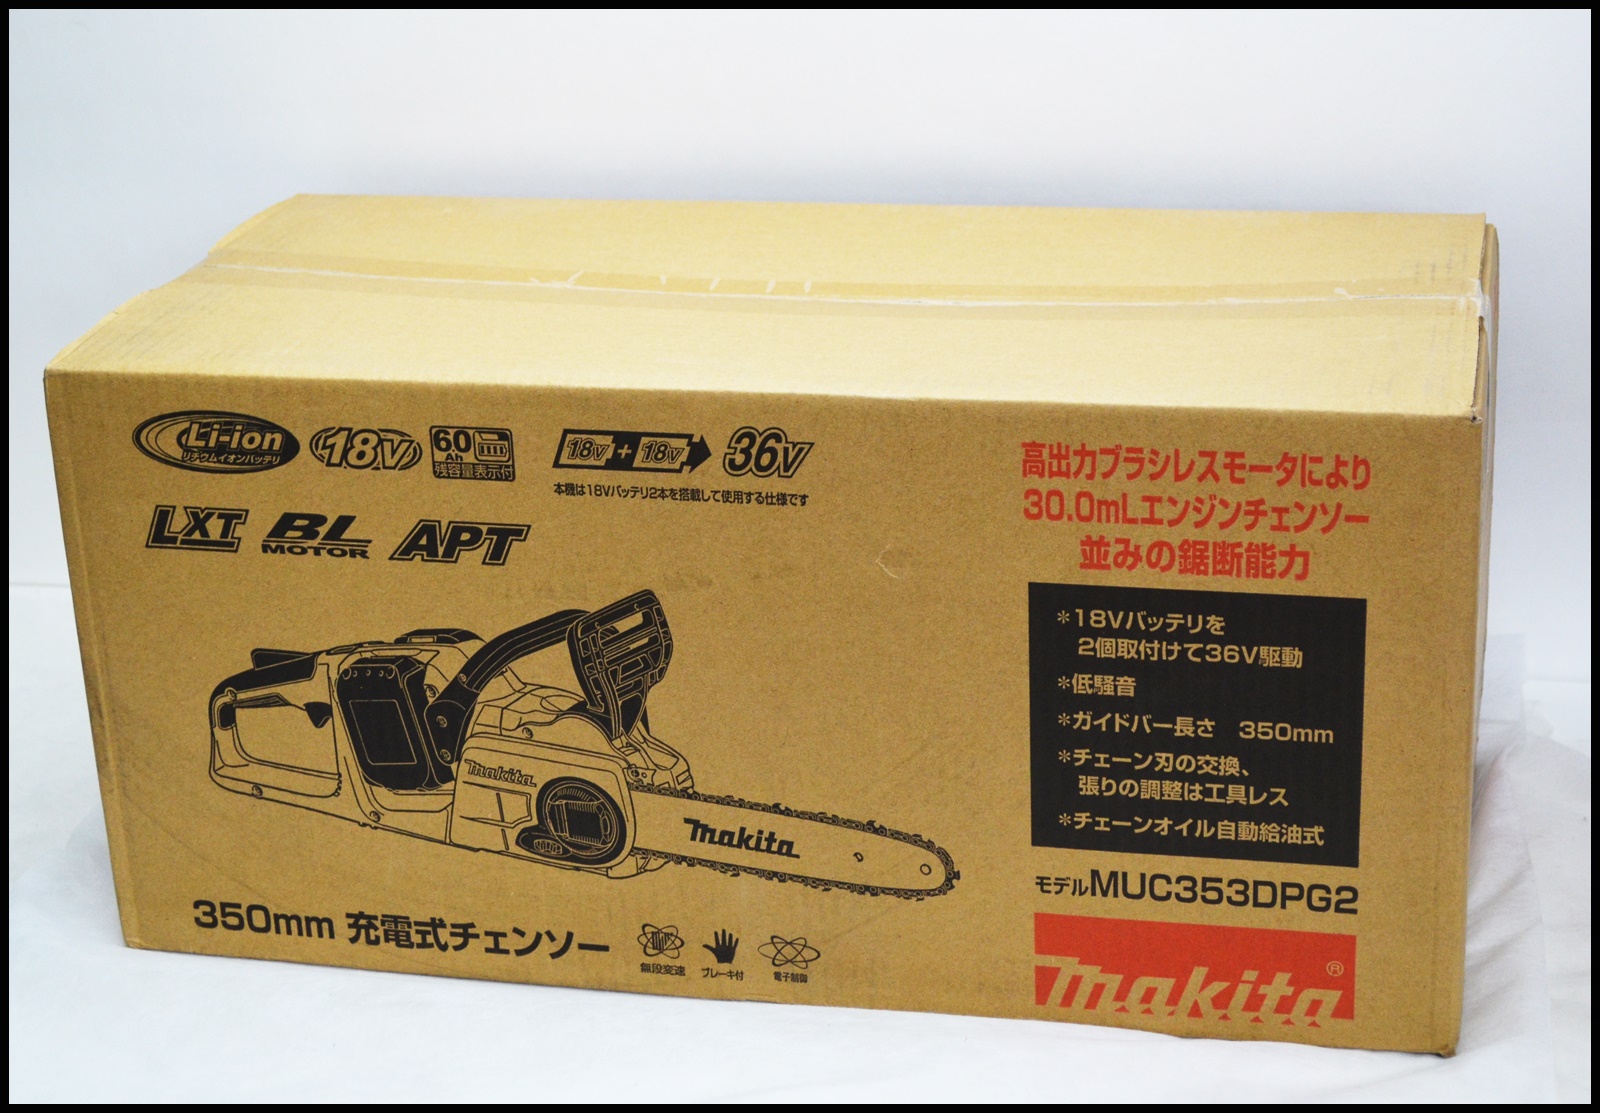 Li-ion
リチウムイオンバッテリ
18V
6.0
Ah
残容量表示付
18V + 18V 36V
本機は18Vバッテリ2本を搭載して使用する仕様です
LXT BL MOTOR APT
makita
makita
350mm 充電式チェンソー
無段変速 ブレーキ付 電子制御
高出力ブラシレスモータにより
30.0mLエンジンチェンソー
並みの鋸断能力
*18Vバッテリを
2個取付けて36V駆動
*低騒音
*ガイドバー長さ 350mm
*チェーン刃の交換、
張りの調整は工具レス
*チェーンオイル自動給油式
モデルMUC353DPG2
makita®